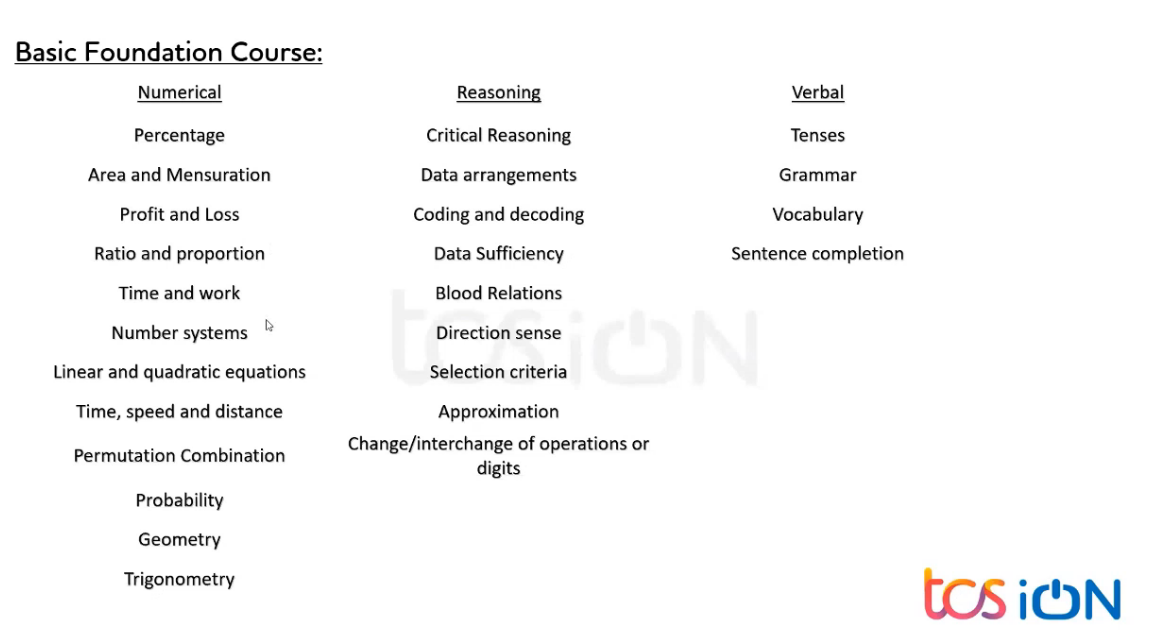 Basic Foundation Course:
Numerical
Reasoning
Verbal
Percentage
Critical Reasoning
Tenses
Area and Mensuration
Data arrangements
Grammar
Profit and Loss
Coding and decoding
Vocabulary
Ratio and proportion
Data Sufficiency
Sentence completion
Time and work
Blood Relations
Number systems
Direction sense
Linear and quadratic equations
Selection criteria
Time, speed and distance
Approximation
Permutation Combination
Change/interchange of operations or
digits
Probability
Geometry
Trigonometry
tcs iON
tcs iON